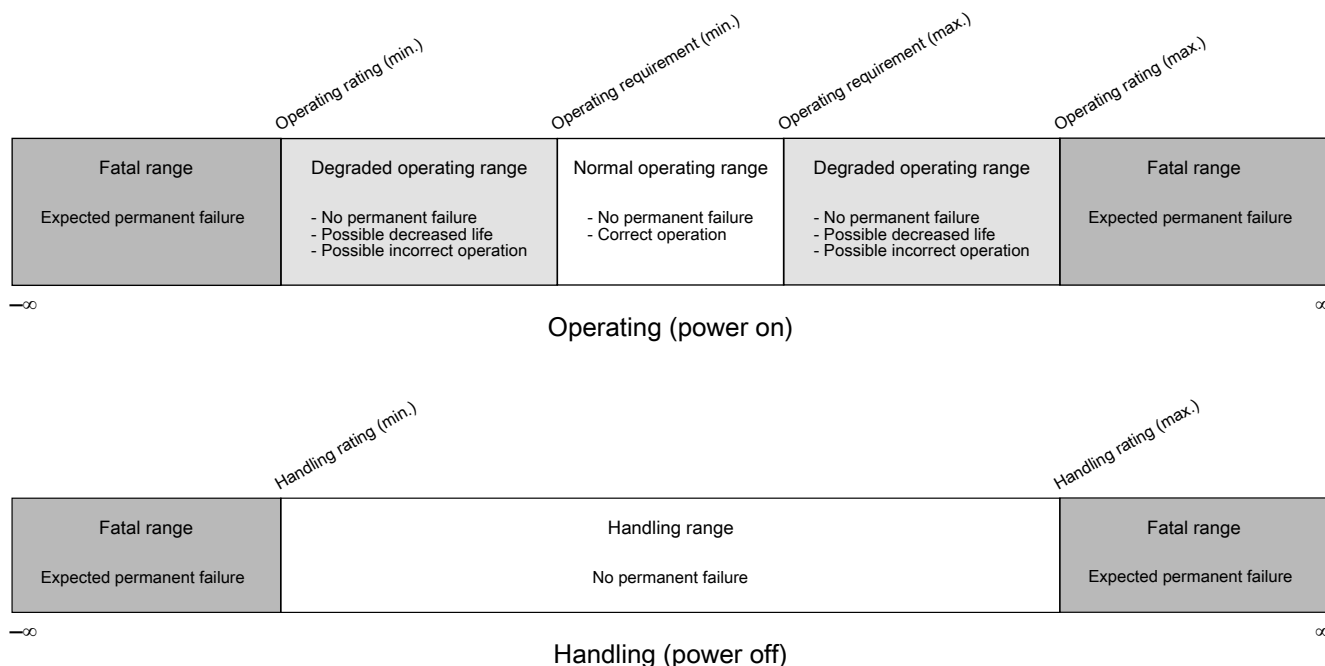 Operating rating (min.)
Operating requirement (min.)
Operating requirement (max.)
Operating rating (max.)
Fatal range
Degraded operating range
Normal operating range
Degraded operating range
Fatal range
Expected permanent failure
- No permanent failure
- Possible decreased life
- Possible incorrect operation
- No permanent failure
- Correct operation
- No permanent failure
- Possible decreased life
- Possible incorrect operation
Expected permanent failure
–∞
∞
Operating (power on)
Handling rating (min.)
Handling rating (max.)
Fatal range
Handling range
Fatal range
Expected permanent failure
No permanent failure
Expected permanent failure
–∞
∞
Handling (power off)